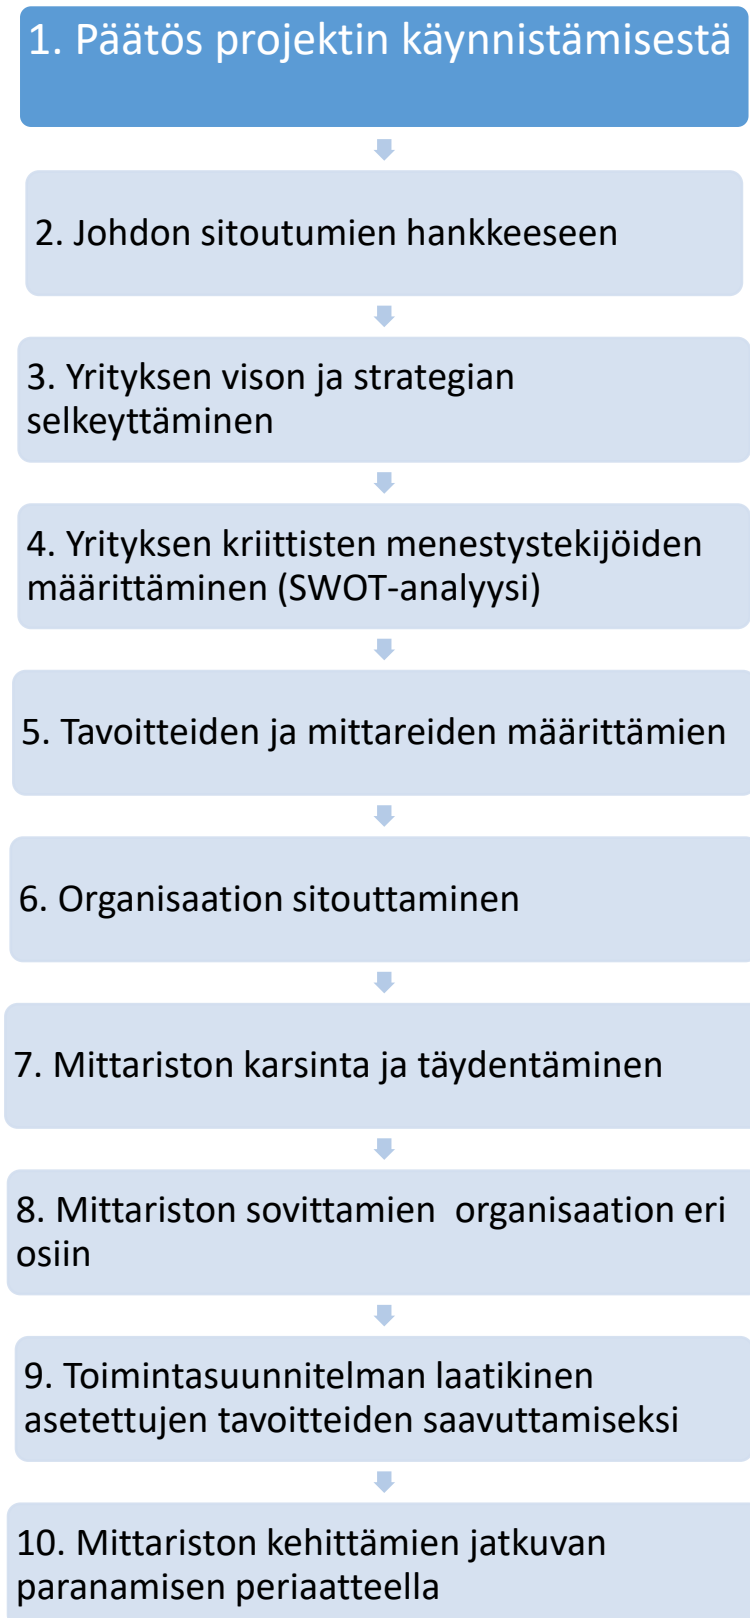 1. Päätös projektin käynnistämisestä
2. Johdon sitoutumien hankkeeseen
3. Yrityksen vison ja strategian
selkeyttäminen
4. Yrityksen kriittisten menestystekijöiden
määrittäminen (SWOT-analyysi)
5. Tavoitteiden ja mittareiden määrittämien
6. Organisaation sitouttaminen
7. Mittariston karsinta ja täydentäminen
8. Mittariston sovittamien organisaation eri
osiin
9. Toimintasuunnitelman laatikinen
asetettujen tavoitteiden saavuttamiseksi
10. Mittariston kehittämien jatkuvan
paranamisen periaatteella